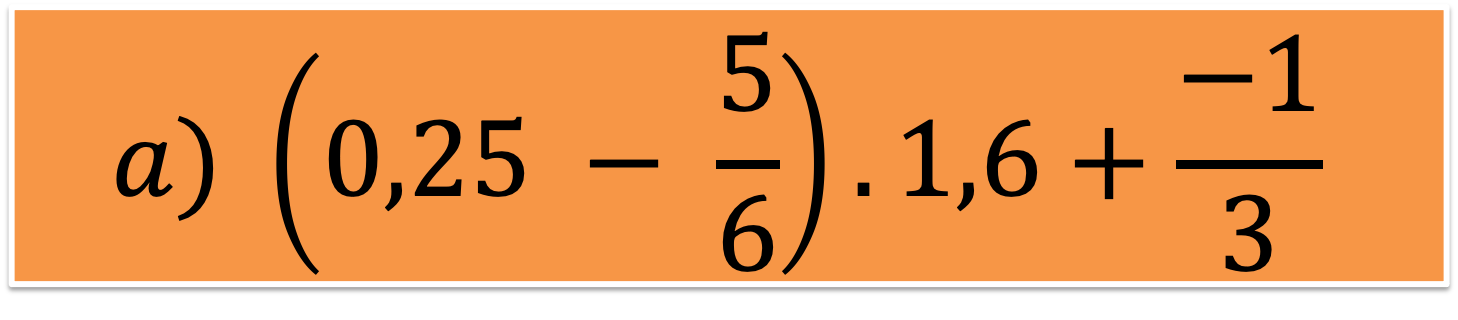 a) (0,25 − 5/6) . 1,6 + −1/3